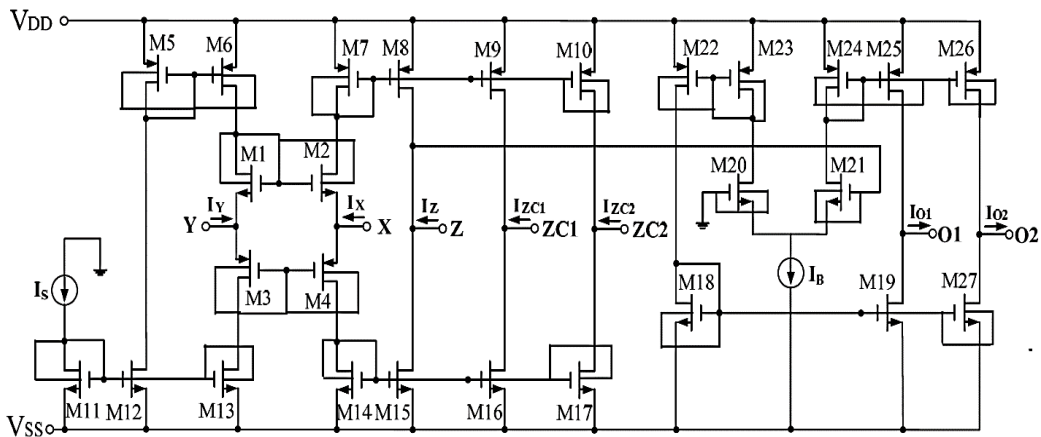 VDD
M5 M6 M7 M8 M9 M10 M22 M23 M24 M25 M26
M1 M2 M20 M21
IY IX IZ IZC1 IZC2 IO1 IO2
Y X Z ZC1 ZC2 O1 O2
IS M3 M4 M18 IB M19 M27
M11 M12 M13 M14 M15 M16 M17
VSS